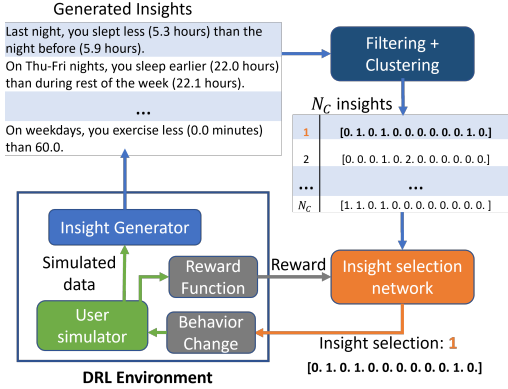 Generated Insights
Last night, you slept less (5.3 hours) than the
night before (5.9 hours).
On Thu-Fri nights, you sleep earlier (22.0 hours)
than during rest of the week (22.1 hours).
...
On weekdays, you exercise less (0.0 minutes)
than 60.0.
Filtering +
Clustering
N_C insights
1 [0. 1. 0. 1. 0. 0. 0. 0. 0. 0. 1. 0.]
2 [0. 0. 0. 1. 0. 2. 0. 0. 0. 0. 0. 0.]
... ...
N_C [1. 1. 0. 1. 0. 0. 0. 0. 0. 0. 0. 0. ]
Insight Generator
Simulated
data
Reward
Function
Reward
Insight selection
network
User
simulator
Behavior
Change
Insight selection: 1
[0. 1. 0. 1. 0. 0. 0. 0. 0. 0. 1. 0.]
DRL Environment